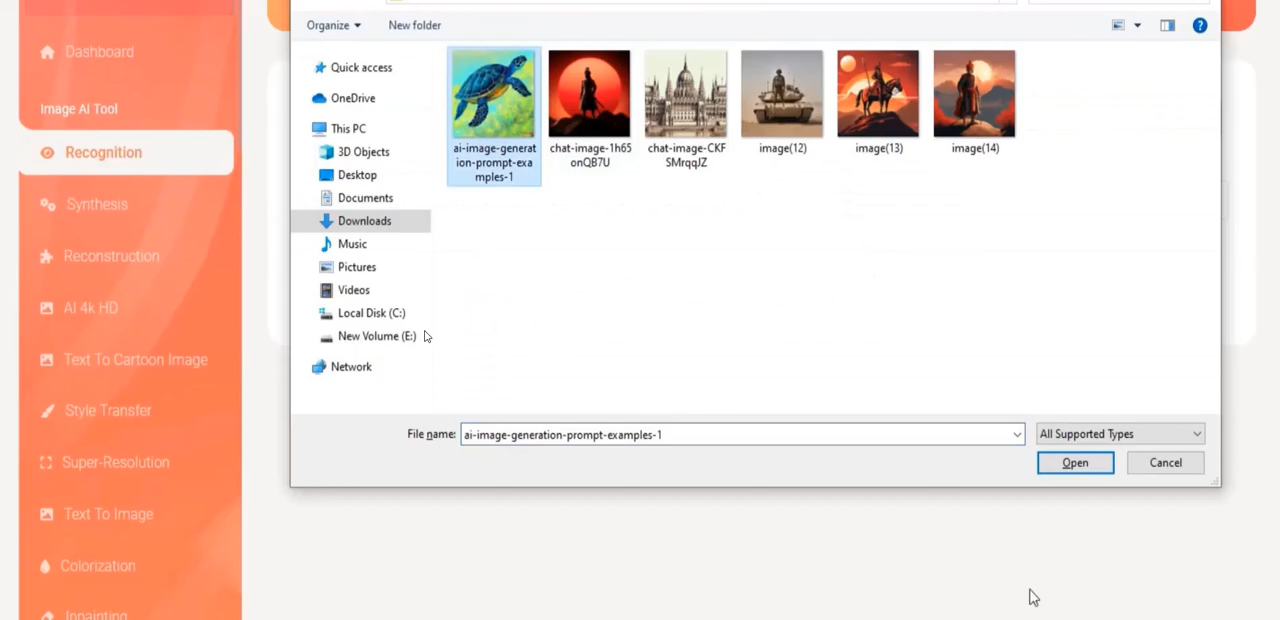 Organize
New folder
Dashboard
Image AI Tool
Recognition
Synthesis
Reconstruction
AI 4k HD
Text To Cartoon Image
Style Transfer
Super-Resolution
Text To Image
Colorization
Inpainting
Quick access
OneDrive
This PC
3D Objects
Desktop
Documents
Downloads
Music
Pictures
Videos
Local Disk (C:)
New Volume (E:)
Network
ai-image-generat
ion-prompt-exa
mples-1
chat-image-1h65
onQB7U
chat-image-CKF
SMrqqJZ
image(12)
image(13)
image(14)
File name:
ai-image-generation-prompt-examples-1
All Supported Types
Open
Cancel